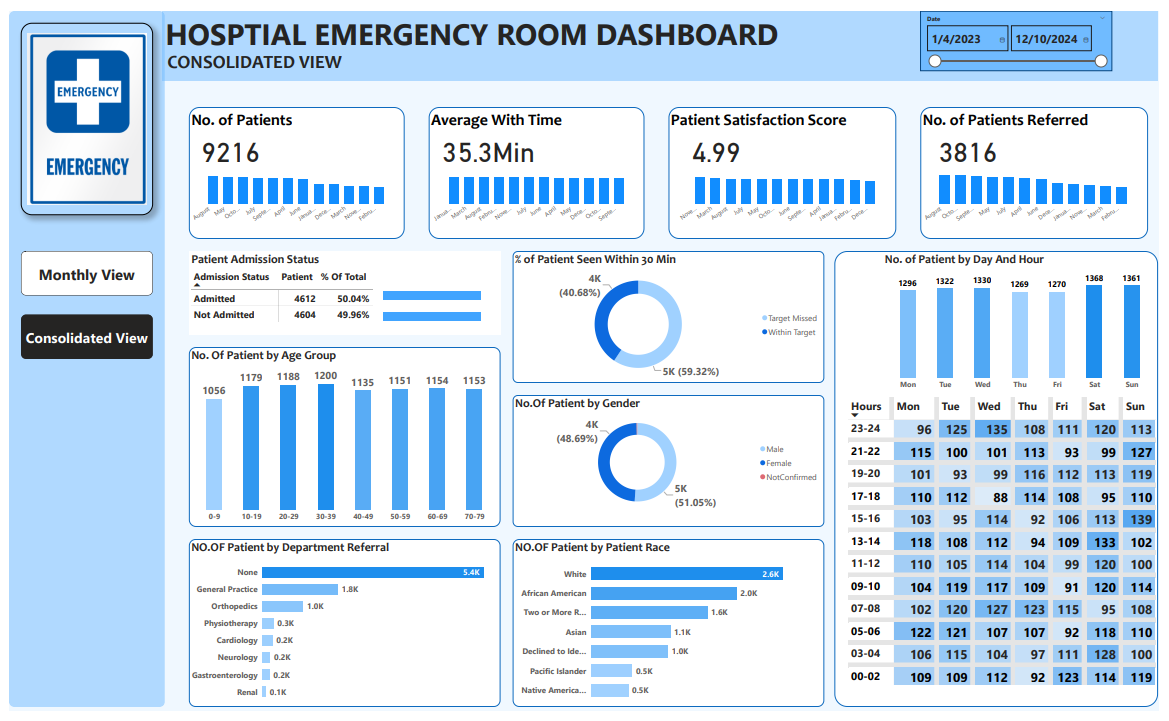 EMERGENCY
EMERGENCY
HOSPTIAL EMERGENCY ROOM DASHBOARD
CONSOLIDATED VIEW
Date
1/4/2023 12/10/2024
Monthly View
Consolidated View
No. of Patients
9216
August May Octo... July Septe... April June Janua... Dece... March Nove... Febru...
Average With Time
35.3Min
Janua... March August Febru... Nove... July June April May Dece... Octo... Septe...
Patient Satisfaction Score
4.99
Nove... March August May July Octo... June Septe... April Janua... Febru... Dece...
No. of Patients Referred
3816
August Octo... May Septe... July April June Dece... March Janua... Nove... Febru...
Patient Admission Status
Admission Status Patient % Of Total
Admitted 4612 50.04%
Not Admitted 4604 49.96%
% of Patient Seen Within 30 Min
4K
(40.68%)
5K (59.32%)
Target Missed
Within Target
No. Of Patient by Age Group
1056 1179 1188 1200 1135 1151 1154 1153
0-9 10-19 20-29 30-39 40-49 50-59 60-69 70-79
No.Of Patient by Gender
4K
(48.69%)
5K
(51.05%)
Male
Female
NotConfirmed
NO.OF Patient by Department Referral
None 5.4K
General Practice 1.8K
Orthopedics 1.0K
Physiotherapy 0.3K
Cardiology 0.2K
Neurology 0.2K
Gastroenterology 0.2K
Renal 0.1K
NO.OF Patient by Patient Race
White 2.6K
African American 2.0K
Two or More R... 1.6K
Asian 1.1K
Declined to Ide... 1.0K
Pacific Islander 0.5K
Native America... 0.5K
No. of Patient by Day And Hour
1296 1322 1330 1269 1270 1368 1361
Mon Tue Wed Thu Fri Sat Sun
Hours Mon Tue Wed Thu Fri Sat Sun
23-24 96 125 135 108 111 120 113
21-22 115 100 101 113 93 99 127
19-20 101 93 99 116 112 113 119
17-18 110 112 88 114 108 95 110
15-16 103 95 114 92 106 113 139
13-14 118 108 112 94 109 133 102
11-12 110 105 114 104 99 120 100
09-10 104 119 117 109 91 120 114
07-08 102 120 127 123 115 95 108
05-06 122 121 107 107 92 118 110
03-04 106 115 104 97 111 128 100
00-02 109 109 112 92 123 114 119